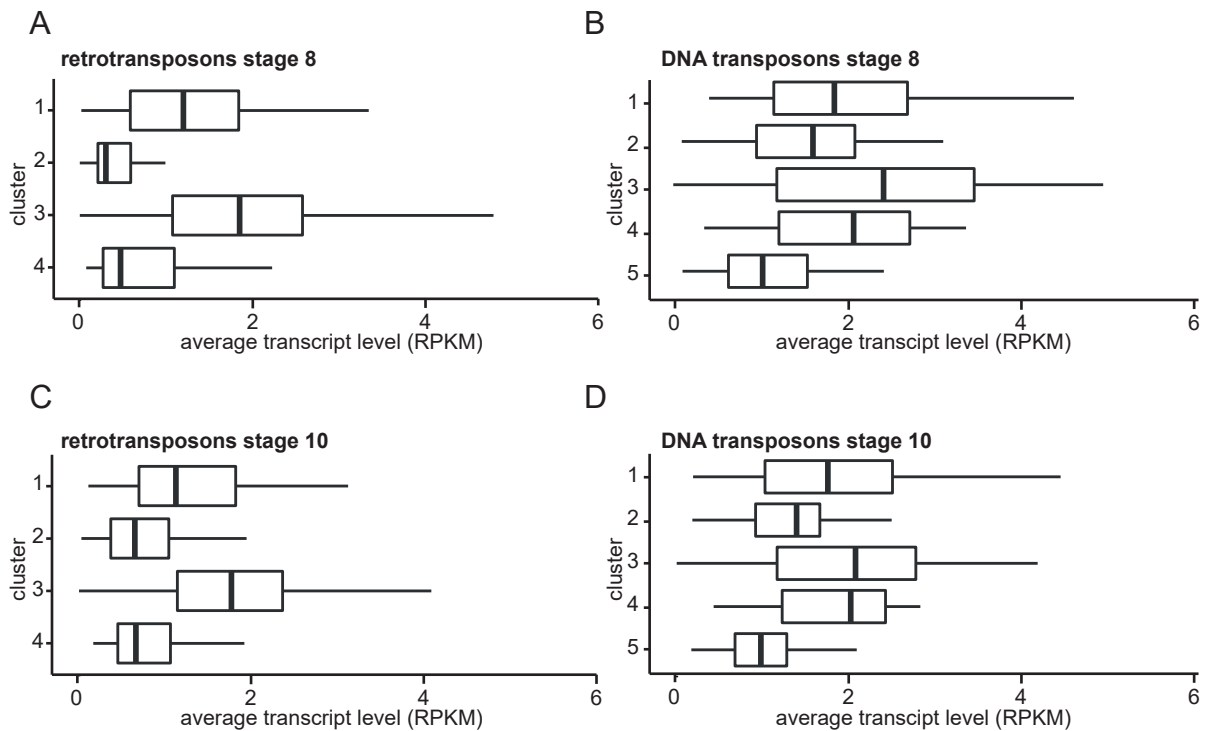 A
retrotransposons stage 8
cluster
1
2
3
4
0 2 4 6
average transcript level (RPKM)
B
DNA transposons stage 8
cluster
1
2
3
4
5
0 2 4 6
average transcipt level (RPKM)
C
retrotransposons stage 10
cluster
1
2
3
4
0 2 4 6
average transcript level (RPKM)
D
DNA transposons stage 10
cluster
1
2
3
4
5
0 2 4 6
average transcipt level (RPKM)